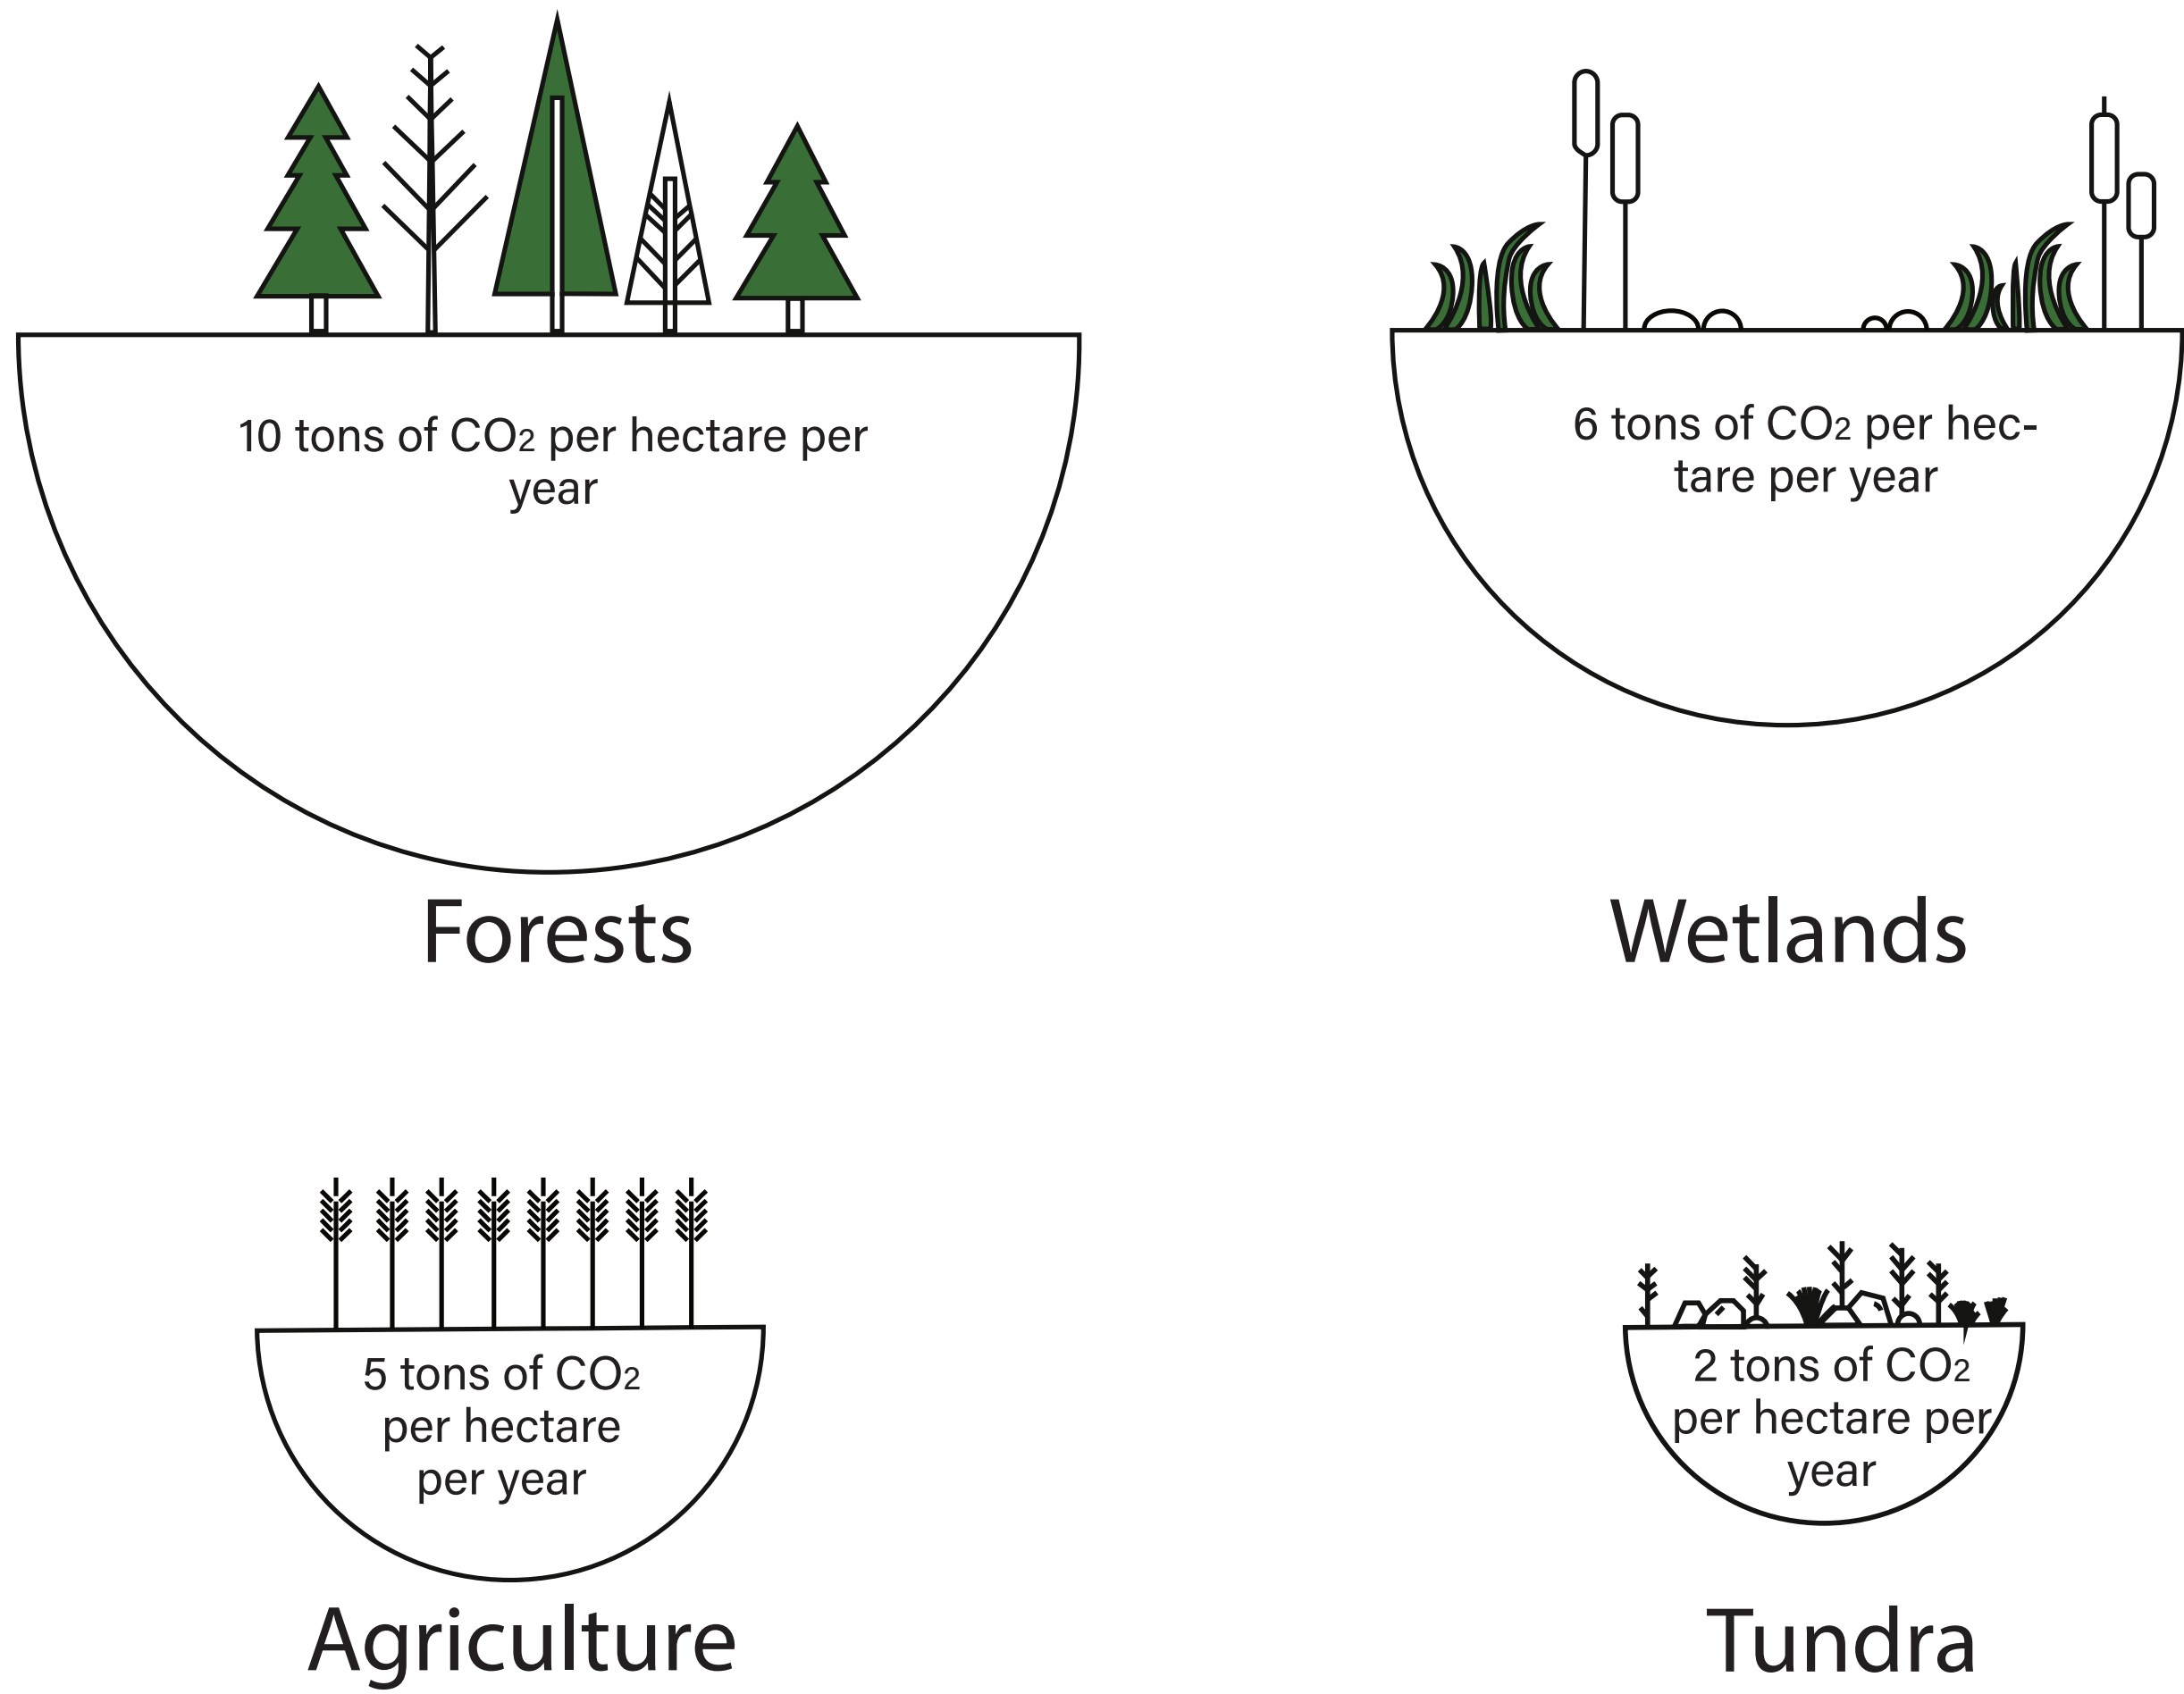 10 tons of CO2 per hectare per
year
Forests
6 tons of CO2 per hec-
tare per year
Wetlands
5 tons of CO2
per hectare
per year
Agriculture
2 tons of CO2
per hectare per
year
Tundra